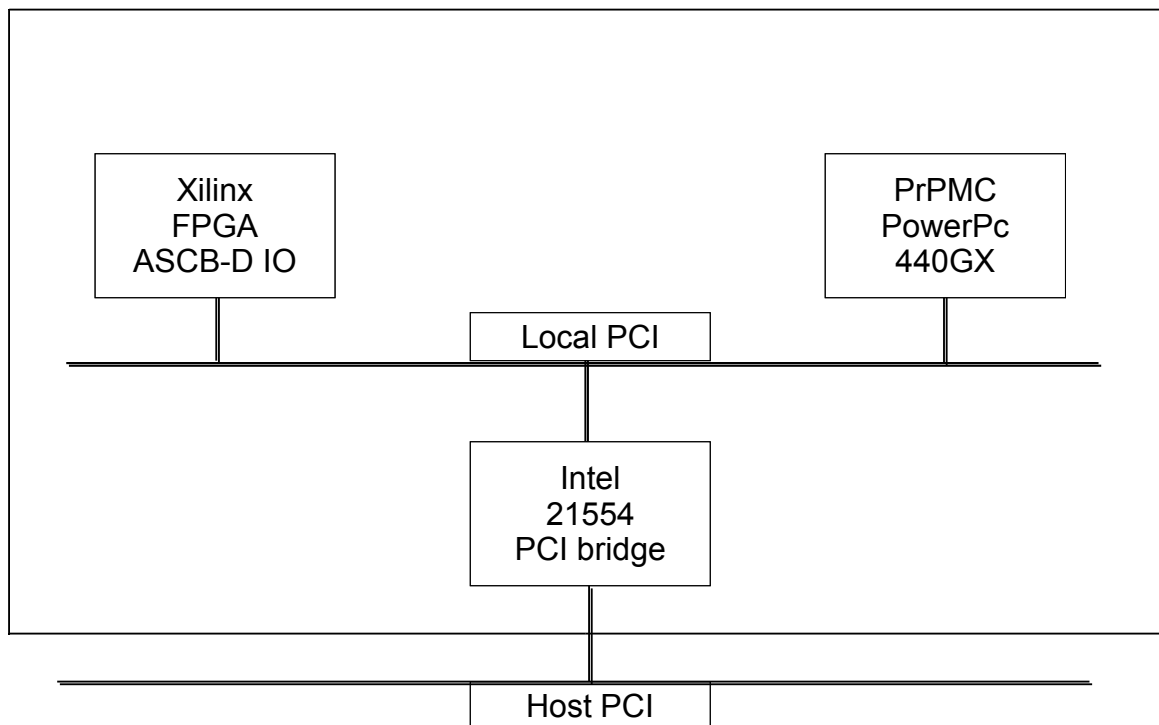 Xilinx
FPGA
ASCB-D IO
PrPMC
PowerPc
440GX
Local PCI
Intel
21554
PCI bridge
Host PCI